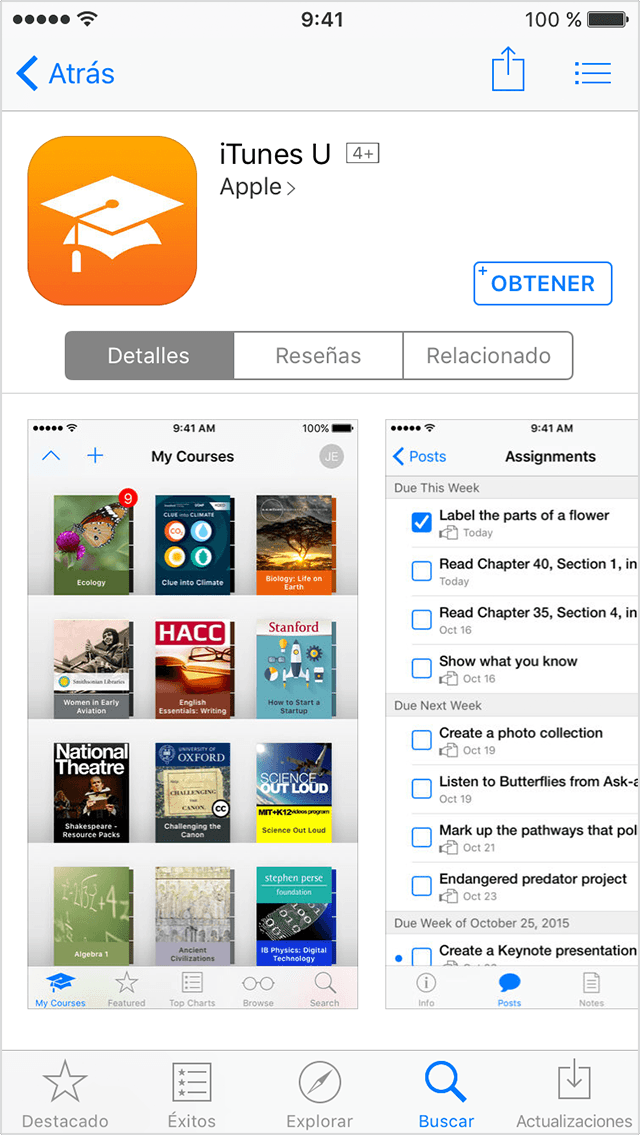 9:41
100 %
Atrás
iTunes U 4+
Apple >
+ OBTENER
Detalles
Reseñas
Relacionado
9:41 AM
100%
My Courses
JE
9
Ecology
CLUE INTO CLIMATE
CO2
Clue into Climate
Biology: Life on
Earth
Smithsonian Libraries
Women in Early
Aviation
HACC
English
Essentials: Writing
Stanford
How to Start a
Startup
National
Theatre
Shakespeare -
Resource Packs
UNIVERSITY OF
OXFORD
CHALLENGING
THE
CANON.
CC
Challenging the
Canon
SCIENCE
OUT LOUD
MIT+K12videos program
Science Out Loud
Algebra 1
Ancient
Civilizations
stephen perse
foundation
IB Physics: Digital
Technology
My Courses
Featured
Top Charts
Browse
Search
9:41 AM
Posts
Assignments
Due This Week
Label the parts of a flower
Today
Read Chapter 40, Section 1, in
Today
Read Chapter 35, Section 4, in
Oct 16
Show what you know
Oct 16
Due Next Week
Create a photo collection
Oct 19
Listen to Butterflies from Ask-a
Oct 19
Mark up the pathways that pol
Oct 21
Endangered predator project
Oct 23
Due Week of October 25, 2015
Create a Keynote presentation
Info
Posts
Notes
Destacado
Éxitos
Explorar
Buscar
Actualizaciones